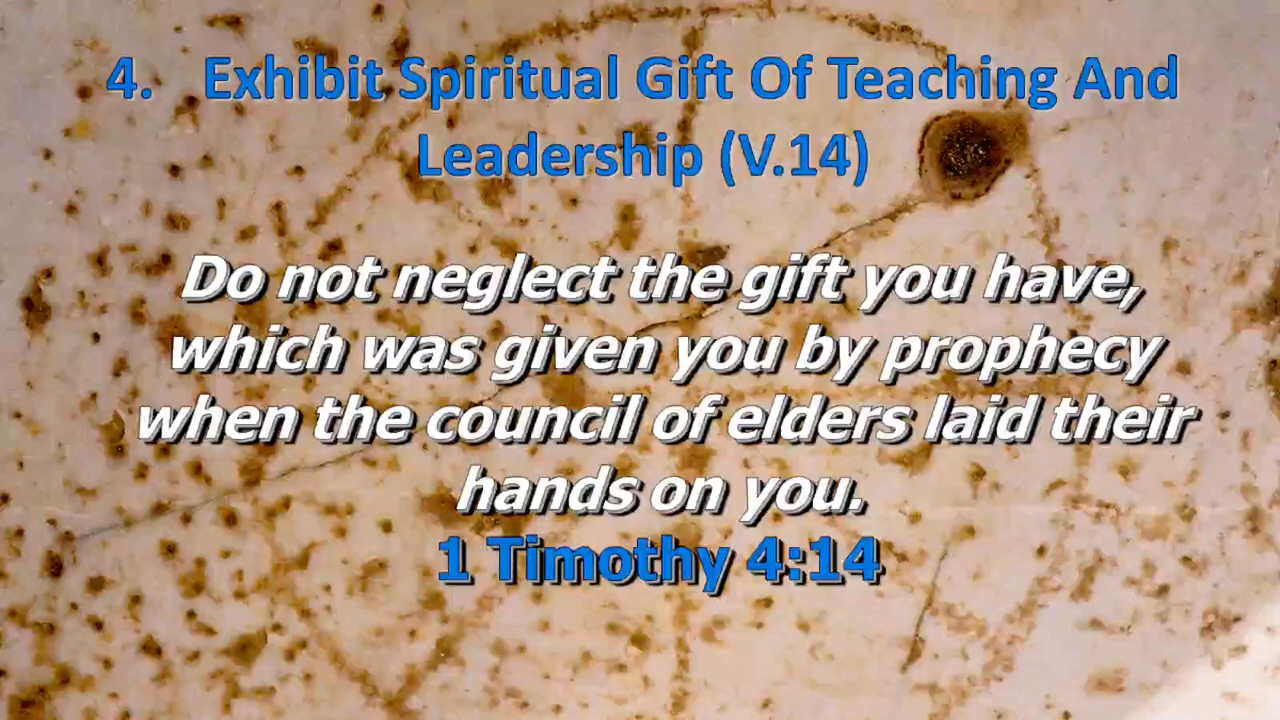 4. Exhibit Spiritual Gift Of Teaching And
Leadership (V.14)
Do not neglect the gift you have,
which was given you by prophecy
when the council of elders laid their
hands on you.
1 Timothy 4:14